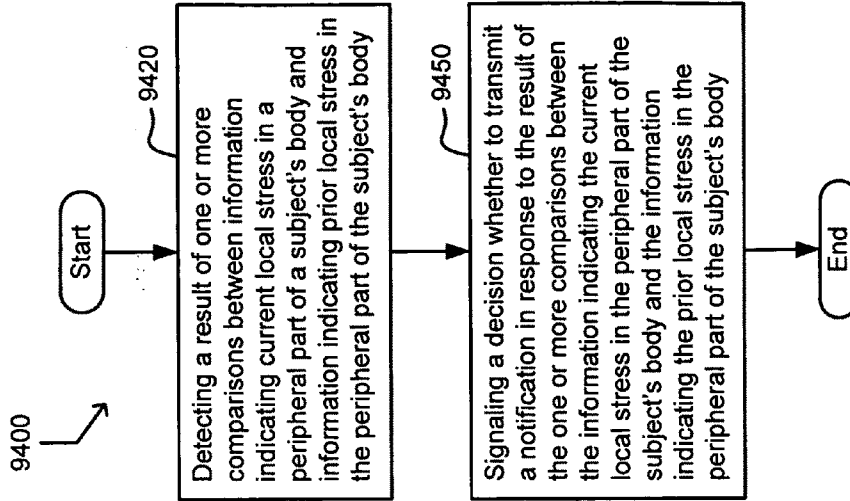 9400
Start
9420
Detecting a result of one or more
comparisons between information
indicating current local stress in a
peripheral part of a subject's body and
information indicating prior local stress in
the peripheral part of the subject's body
9450
Signaling a decision whether to transmit
a notification in response to the result of
the one or more comparisons between
the information indicating the current
local stress in the peripheral part of the
subject's body and the information
indicating the prior local stress in the
peripheral part of the subject's body
End